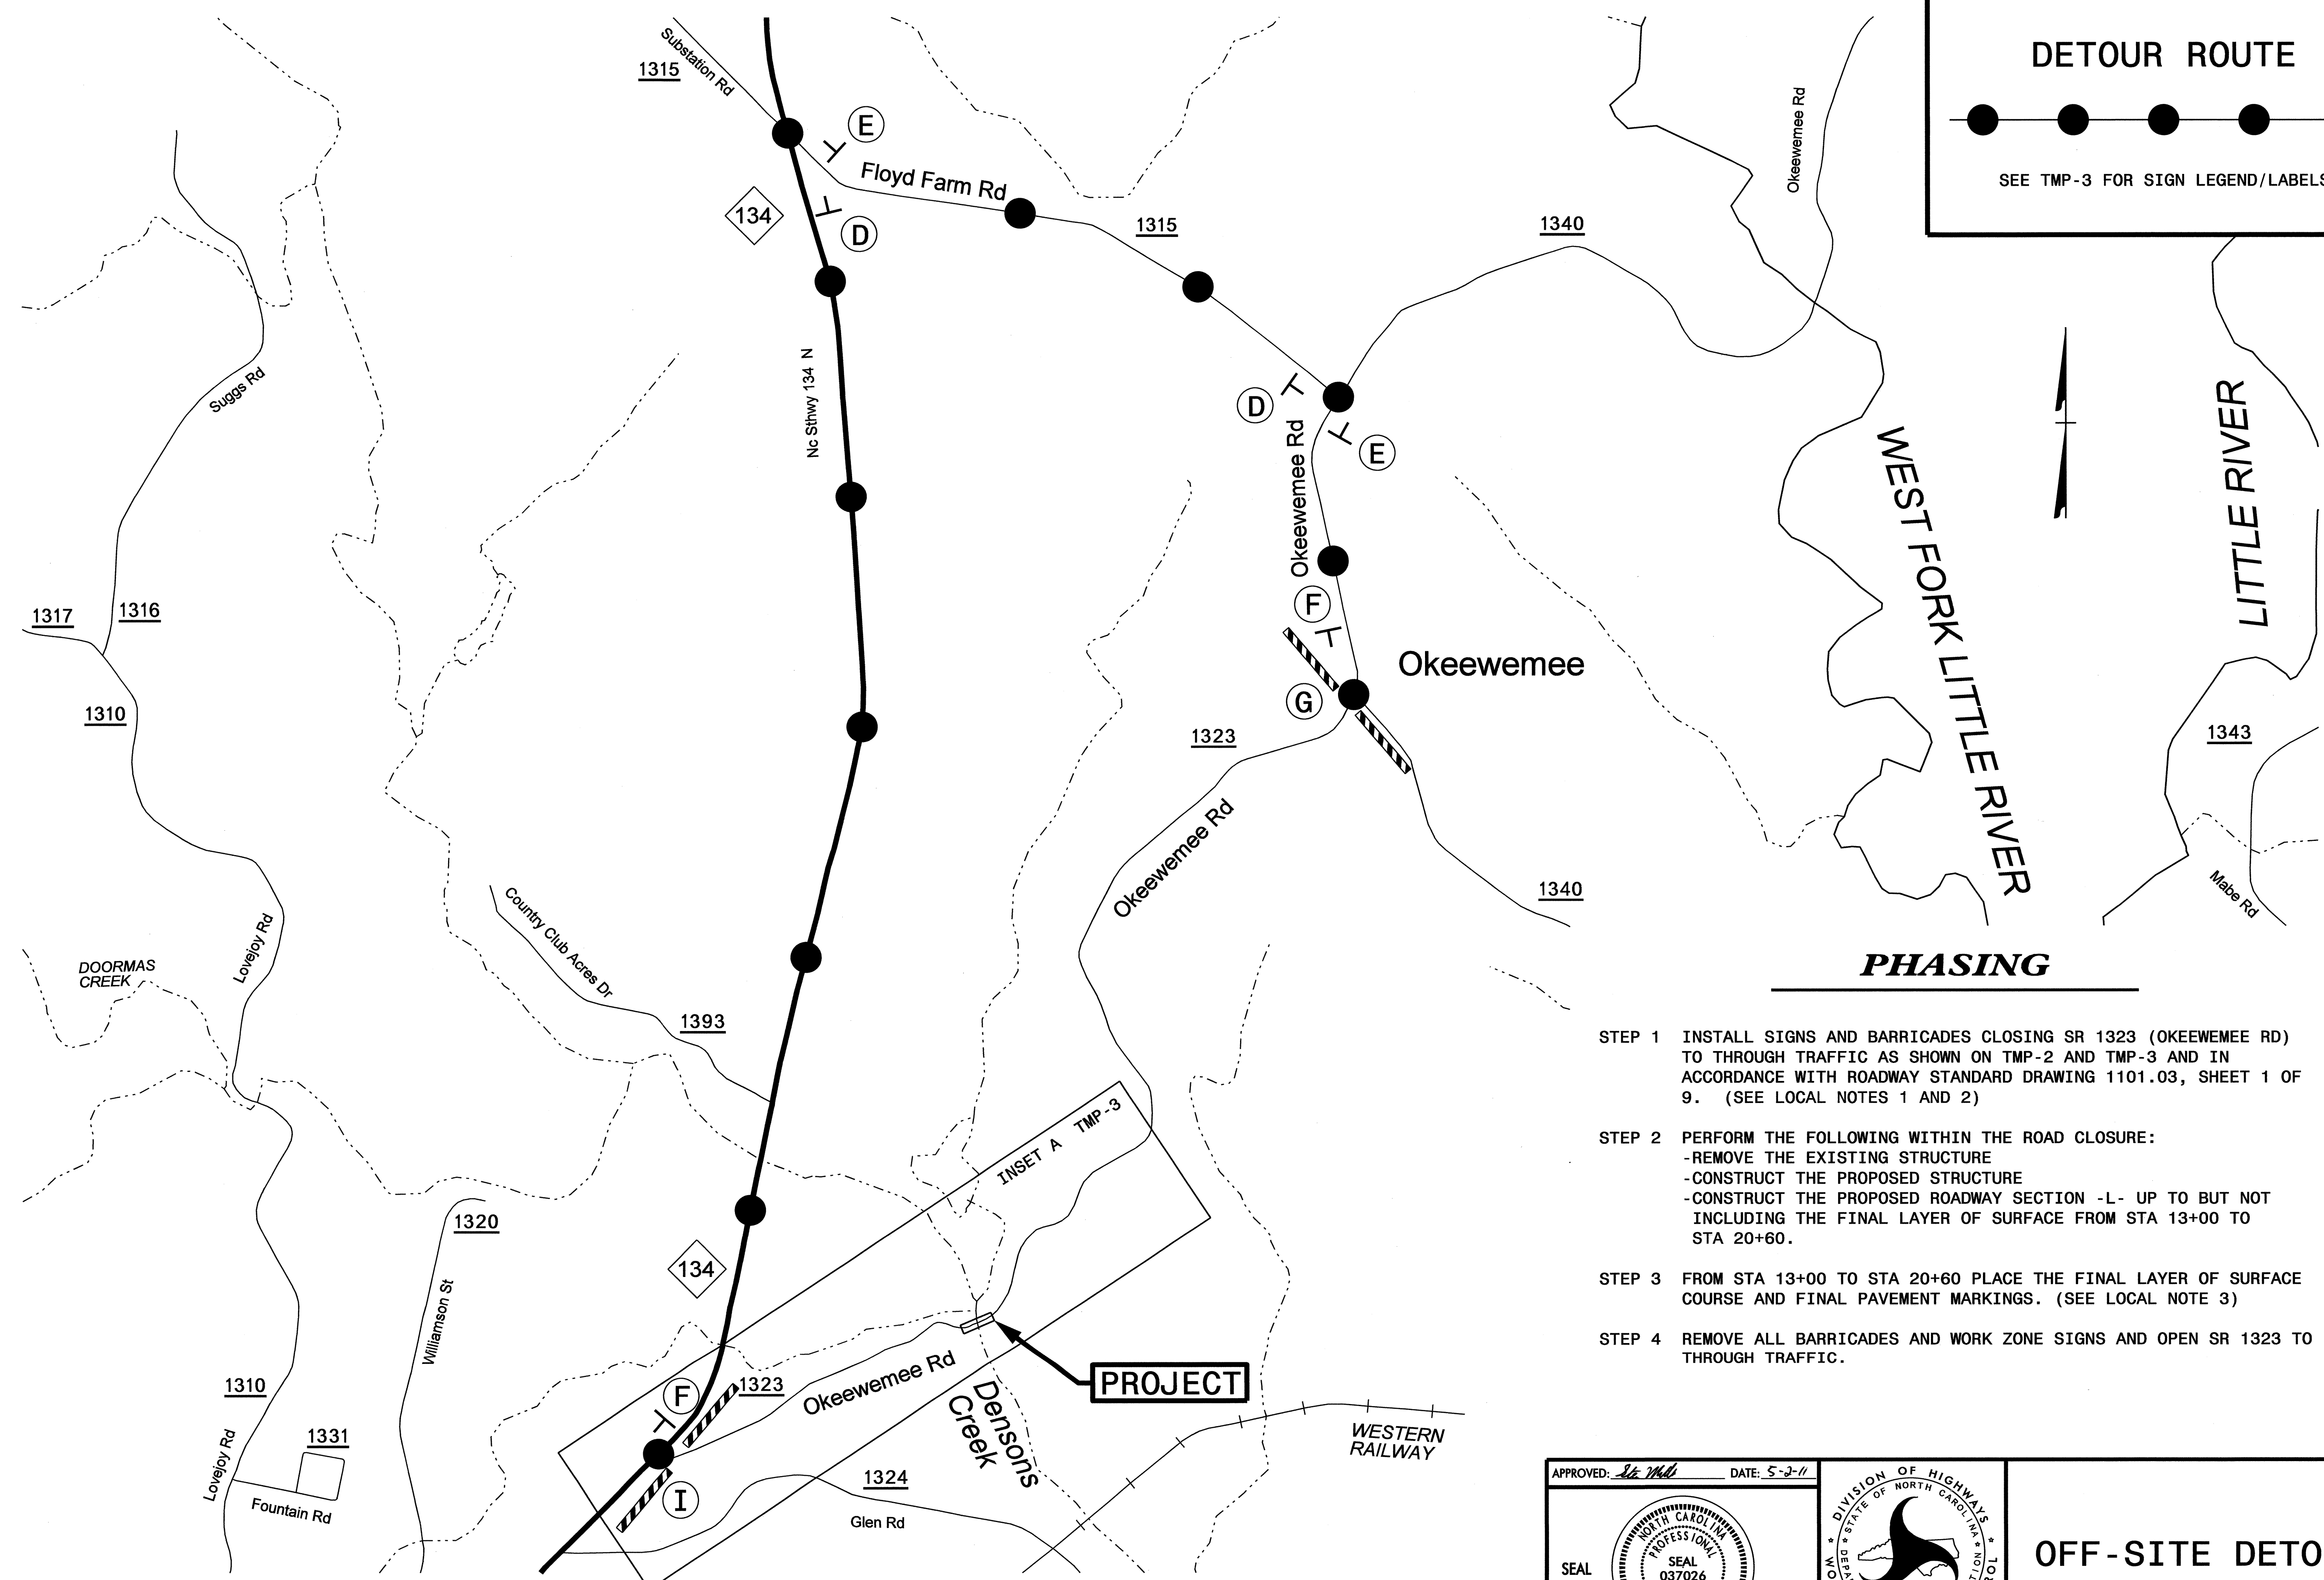 DETOUR ROUTE
SEE TMP-3 FOR SIGN LEGEND/LABELS
Substation Rd
1315
E
Floyd Farm Rd
134
D
1315
1340
Okeewemee Rd
Nc Sthwy 134 N
Suggs Rd
D
E
Okeewemee Rd
F
Okeewemee
G
WEST FORK LITTLE RIVER
LITTLE RIVER
1317
1316
1310
1323
1343
Okeewemee Rd
1340
Mabe Rd
Country Club Acres Dr
1393
Lovejoy Rd
DOORMAS
CREEK
INSET A TMP-3
1320
134
Williamson St
PROJECT
F
1323
Okeewemee Rd
Densons
Creek
WESTERN
RAILWAY
1310
1331
Lovejoy Rd
Fountain Rd
I
1324
Glen Rd
PHASING
STEP 1 INSTALL SIGNS AND BARRICADES CLOSING SR 1323 (OKEEWEMEE RD)
TO THROUGH TRAFFIC AS SHOWN ON TMP-2 AND TMP-3 AND IN
ACCORDANCE WITH ROADWAY STANDARD DRAWING 1101.03, SHEET 1 OF
9. (SEE LOCAL NOTES 1 AND 2)
STEP 2 PERFORM THE FOLLOWING WITHIN THE ROAD CLOSURE:
-REMOVE THE EXISTING STRUCTURE
-CONSTRUCT THE PROPOSED STRUCTURE
-CONSTRUCT THE PROPOSED ROADWAY SECTION -L- UP TO BUT NOT
INCLUDING THE FINAL LAYER OF SURFACE FROM STA 13+00 TO
STA 20+60.
STEP 3 FROM STA 13+00 TO STA 20+60 PLACE THE FINAL LAYER OF SURFACE
COURSE AND FINAL PAVEMENT MARKINGS. (SEE LOCAL NOTE 3)
STEP 4 REMOVE ALL BARRICADES AND WORK ZONE SIGNS AND OPEN SR 1323 TO
THROUGH TRAFFIC.
APPROVED:
DATE: 5-2-11
SEAL
NORTH CAROLINA
PROFESSIONAL
SEAL
037026
DIVISION OF HIGHWAYS
STATE OF NORTH CAROLINA
OFF-SITE DETO